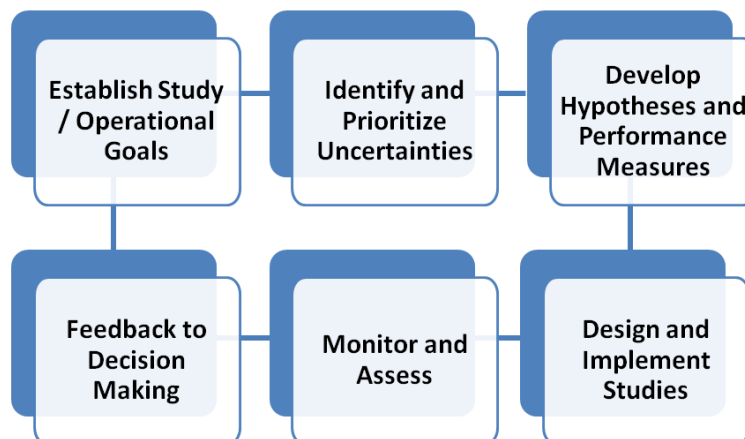 Establish Study
/ Operational
Goals
Identify and
Prioritize
Uncertainties
Develop
Hypotheses and
Performance
Measures
Feedback to
Decision
Making
Monitor and
Assess
Design and
Implement
Studies